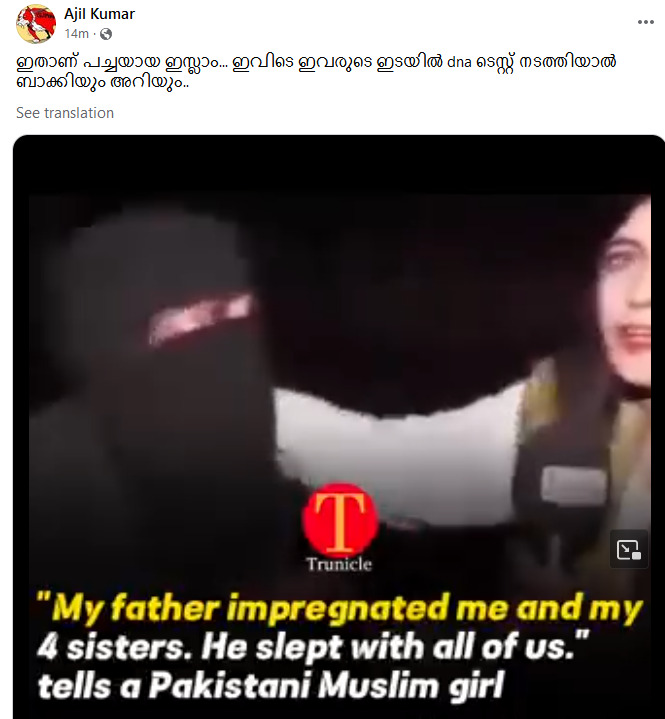 Ajil Kumar
14m
ഇതാണ് പച്ചയായ ഇസ്ലാം... ഇവിടെ ഇവരുടെ ഇടയിൽ dna ടെസ്റ്റ് നടത്തിയാൽ
ബാക്കിയും അറിയും..
See translation
T
Trunicle
"My father impregnated me and my
4 sisters. He slept with all of us."
tells a Pakistani Muslim girl